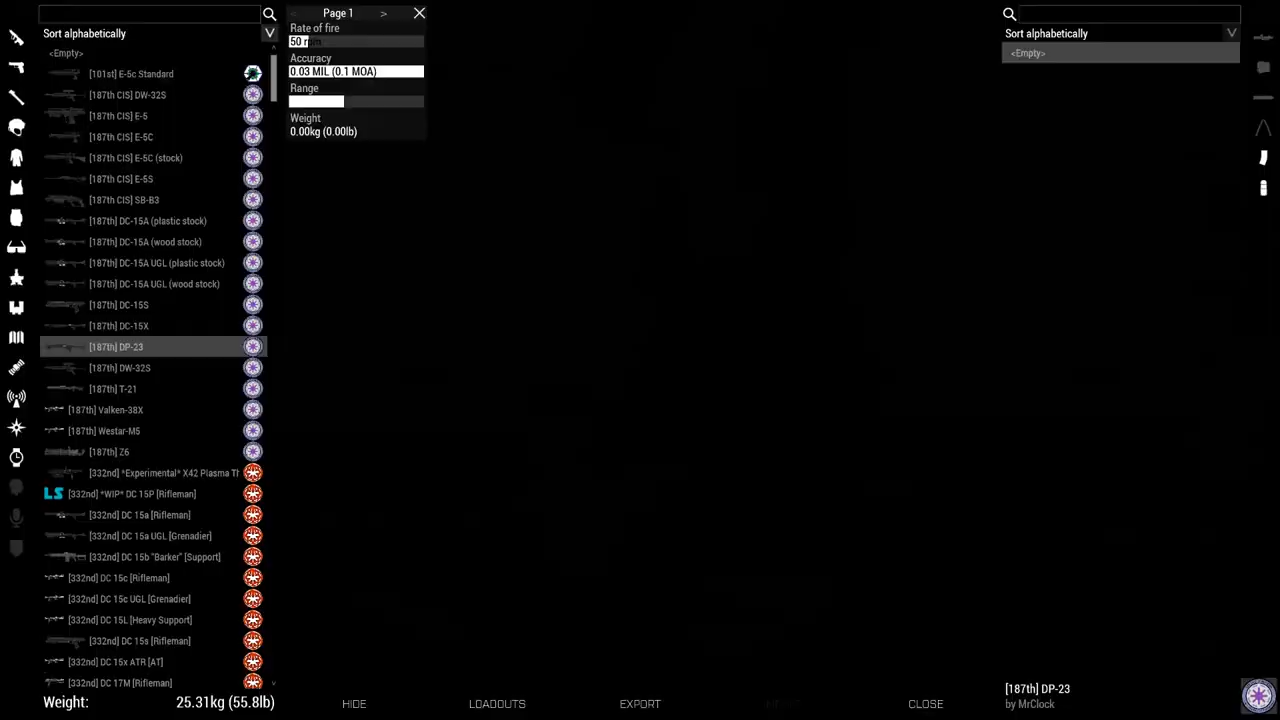 Sort alphabetically
<Empty>
[101st] E-5c Standard
[187th CIS] DW-32S
[187th CIS] E-5
[187th CIS] E-5C
[187th CIS] E-5C (stock)
[187th CIS] E-5S
[187th CIS] SB-B3
[187th] DC-15A (plastic stock)
[187th] DC-15A (wood stock)
[187th] DC-15A UGL (plastic stock)
[187th] DC-15A UGL (wood stock)
[187th] DC-15S
[187th] DC-15X
[187th] DP-23
[187th] DW-32S
[187th] T-21
[187th] Valken-38X
[187th] Westar-M5
[187th] Z6
[332nd] *Experimental* X42 Plasma Th
LS [332nd] *WIP* DC 15P [Rifleman]
[332nd] DC 15a [Rifleman]
[332nd] DC 15a UGL [Grenadier]
[332nd] DC 15b "Barker" [Support]
[332nd] DC 15c [Rifleman]
[332nd] DC 15c UGL [Grenadier]
[332nd] DC 15L [Heavy Support]
[332nd] DC 15s [Rifleman]
[332nd] DC 15x ATR [AT]
[332nd] DC 17M [Rifleman]
Weight: 25.31kg (55.8lb)
< Page 1 >
Rate of fire
50 rpm
Accuracy
0.03 MIL (0.1 MOA)
Range
Weight
0.00kg (0.00lb)
Sort alphabetically
<Empty>
HIDE
LOADOUTS
EXPORT
CLOSE
[187th] DP-23
by MrClock